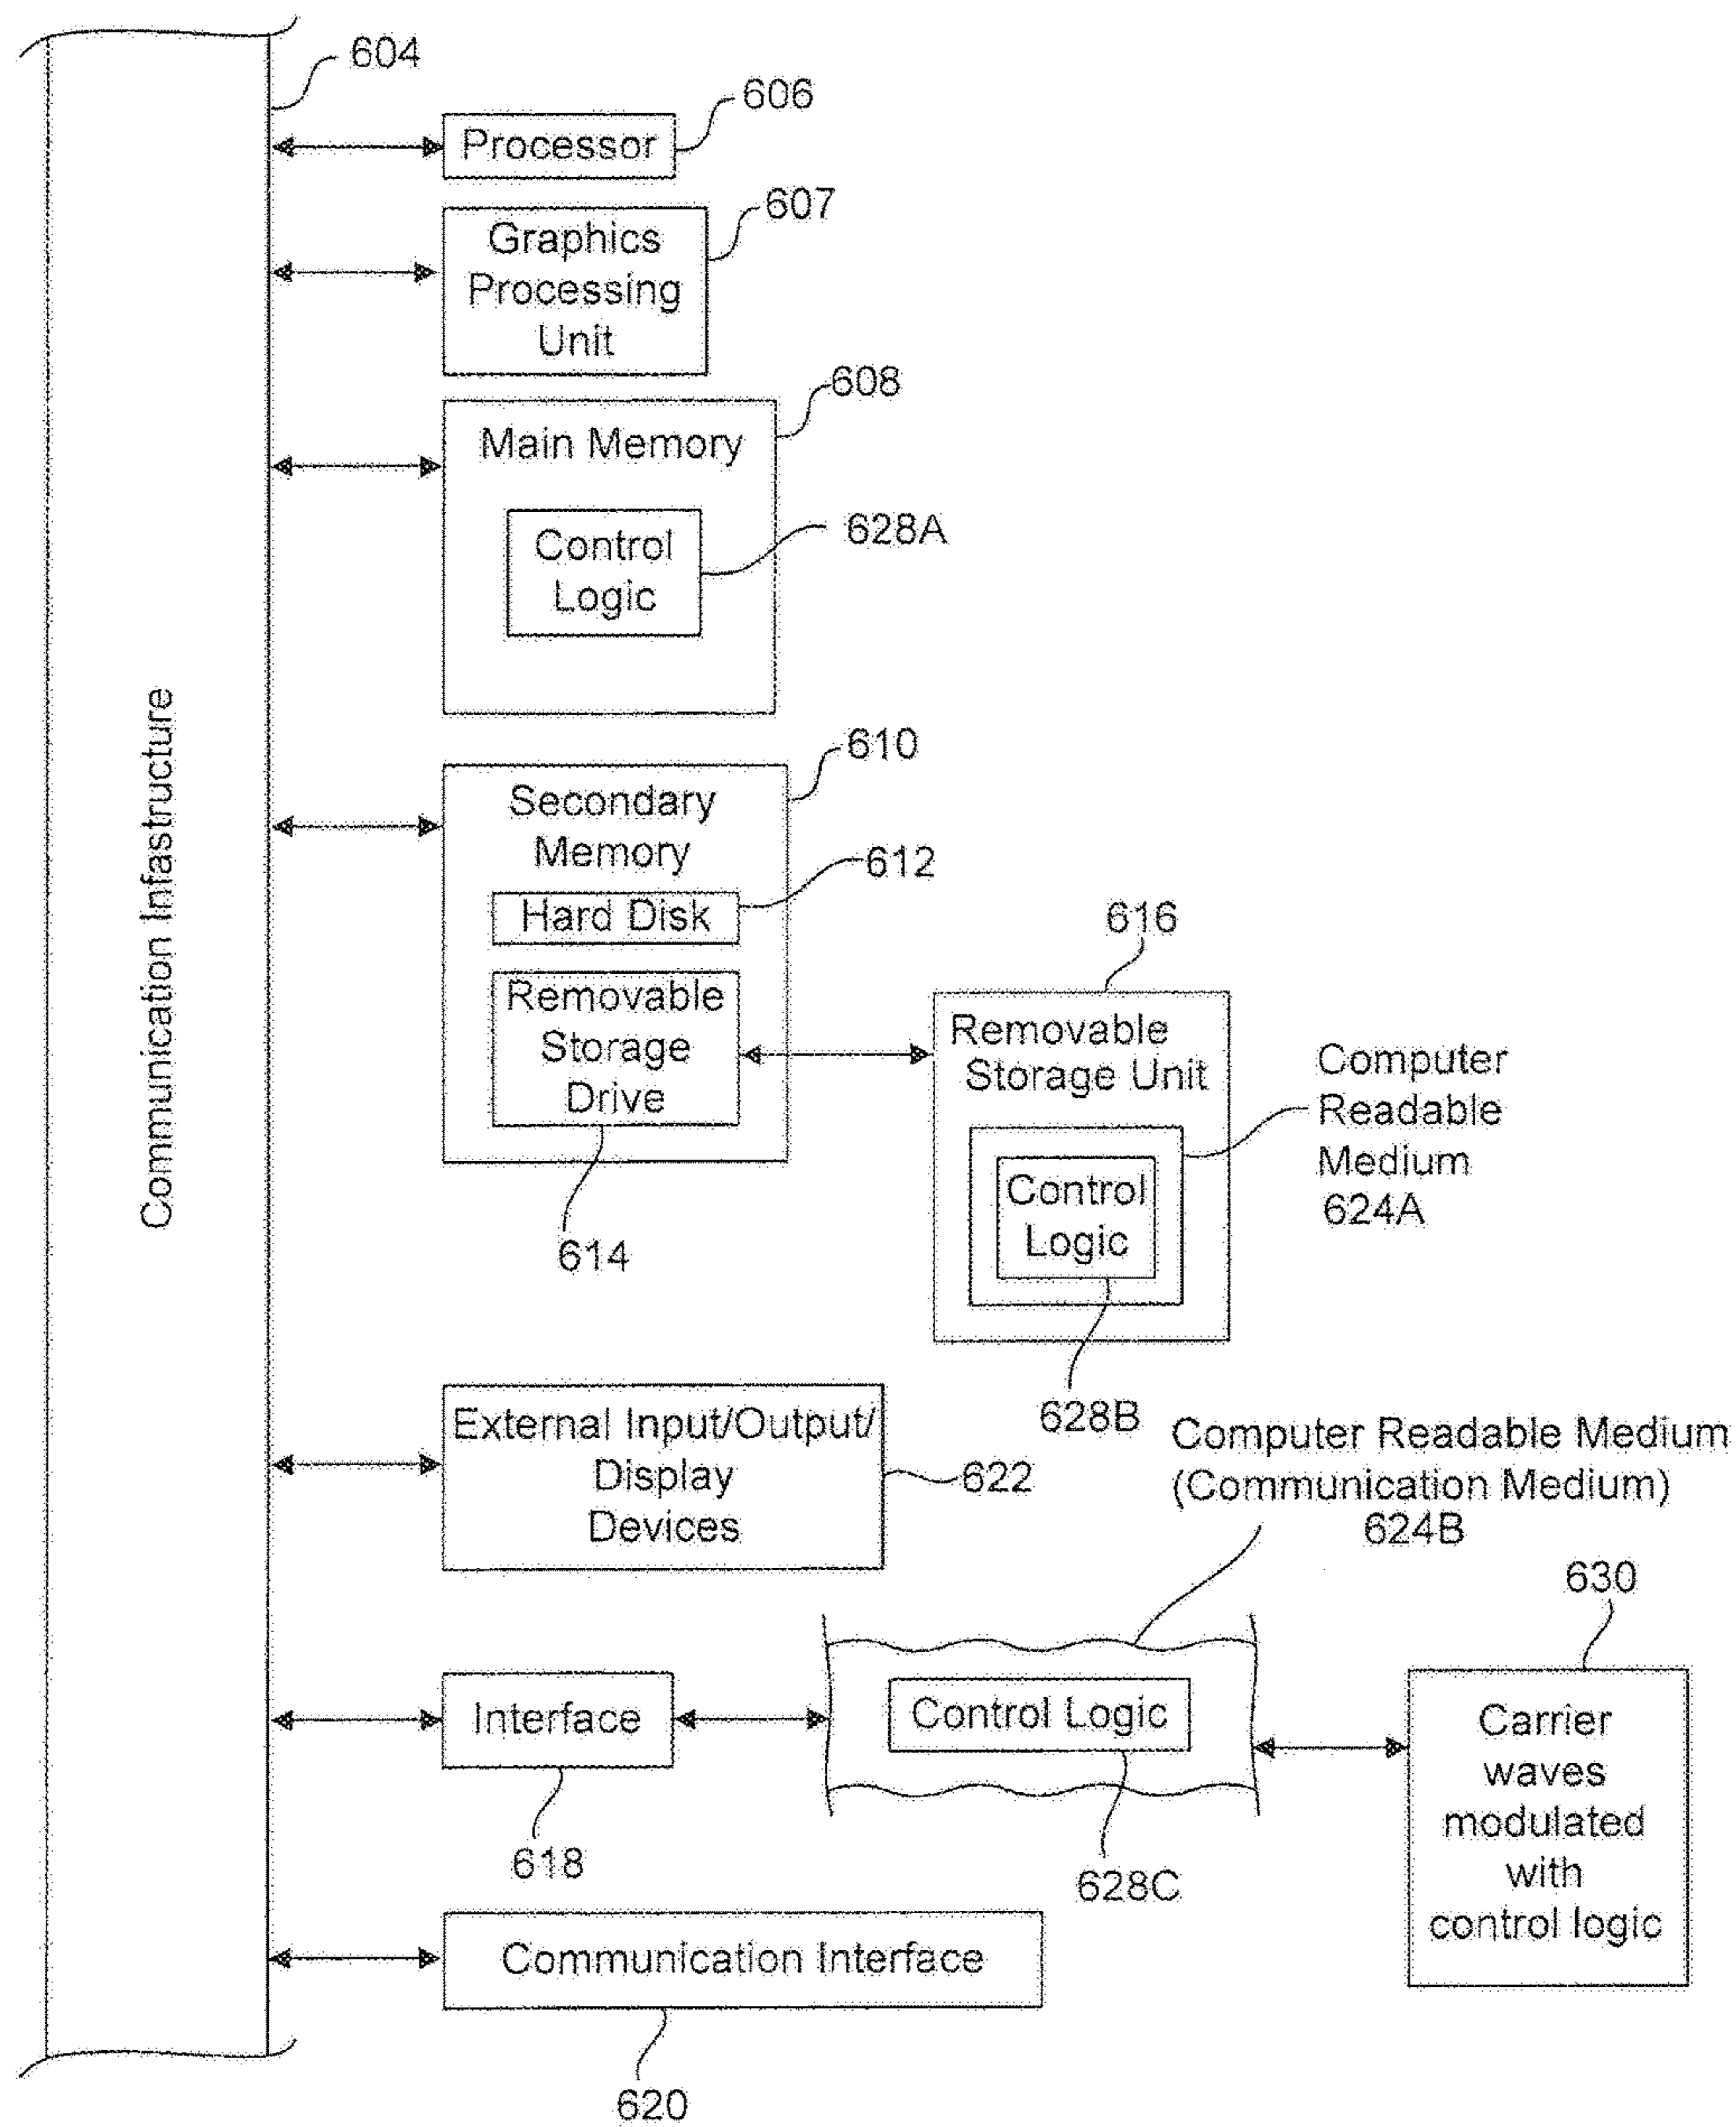 604
606
Processor
607
Graphics
Processing
Unit
608
Main Memory
628A
Control
Logic
Communication Infastructure
610
Secondary
Memory
612
Hard Disk
616
Removable
Storage
Drive
614
Removable
Storage Unit
Computer
Readable
Medium
624A
Control
Logic
628B
External Input/Output/
Display
Devices
622
Computer Readable Medium
(Communication Medium)
624B
630
Interface
618
Control Logic
628C
Carrier
waves
modulated
with
control logic
Communication Interface
620